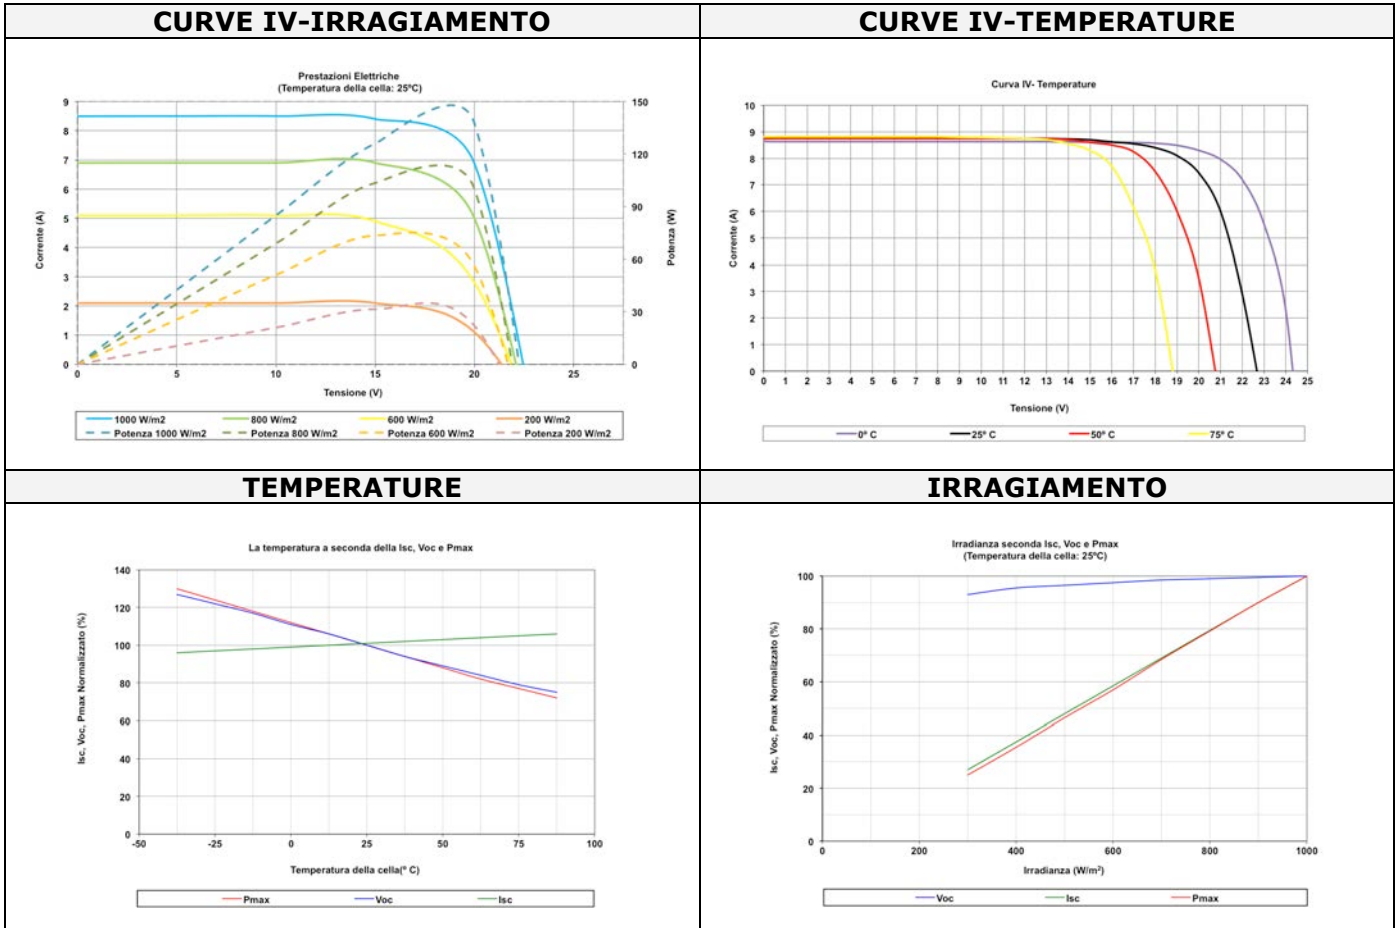 CURVE IV-IRRAGIAMENTO
Prestazioni Elettriche
(Temperatura della cella: 25ºC)
Corrente (A)
9
8
7
6
5
4
3
2
1
0
150
120
90
60
30
0
Potenza (W)
0 5 10 15 20 25
Tensione (V)
1000 W/m2 800 W/m2 600 W/m2 200 W/m2
Potenza 1000 W/m2 Potenza 800 W/m2 Potenza 600 W/m2 Potenza 200 W/m2
CURVE IV-TEMPERATURE
Curva IV- Temperature
Corrente (A)
10
9
8
7
6
5
4
3
2
1
0
0 1 2 3 4 5 6 7 8 9 10 11 12 13 14 15 16 17 18 19 20 21 22 23 24 25
Tensione (V)
0º C 25º C 50º C 75º C
TEMPERATURE
La temperatura a seconda della Isc, Voc e Pmax
Isc, Voc, Pmax Normalizzato (%)
140
120
100
80
60
40
20
0
-50 -25 0 25 50 75 100
Temperatura della cella(º C)
Pmax Voc Isc
IRRAGIAMENTO
Irradianza seconda Isc, Voc e Pmax
(Temperatura della cella: 25ºC)
Isc, Voc, Pmax Normalizzato (%)
100
80
60
40
20
0
0 200 400 600 800 1000
Irradianza (W/m²)
Voc Isc Pmax